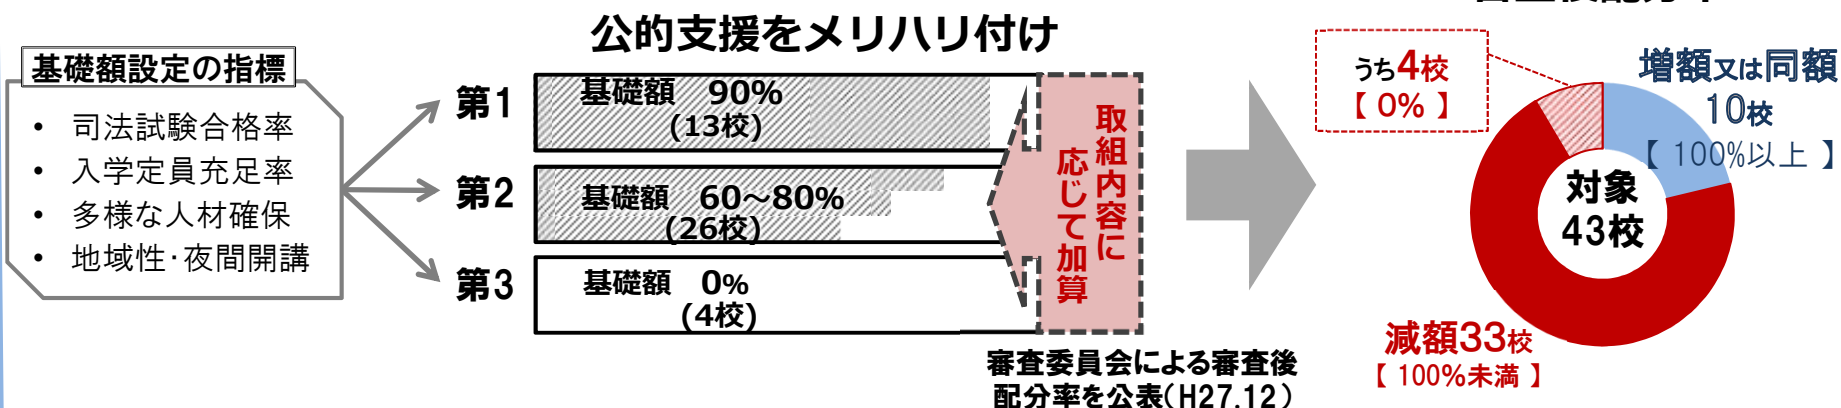 公的支援をメリハリ付け
基礎額設定の指標
• 司法試験合格率
• 入学定員充足率
• 多様な人材確保
• 地域性・夜間開講
第1
基礎額 90%
(13校)
第2
基礎額 60~80%
(26校)
第3
基礎額 0%
(4校)
取組内容に
応じて加算
審査委員会による審査後
配分率を公表(H27.12)
うち4校
【 0% 】
増額又は同額
10校
【 100%以上 】
対象
43校
減額33校
【 100%未満 】